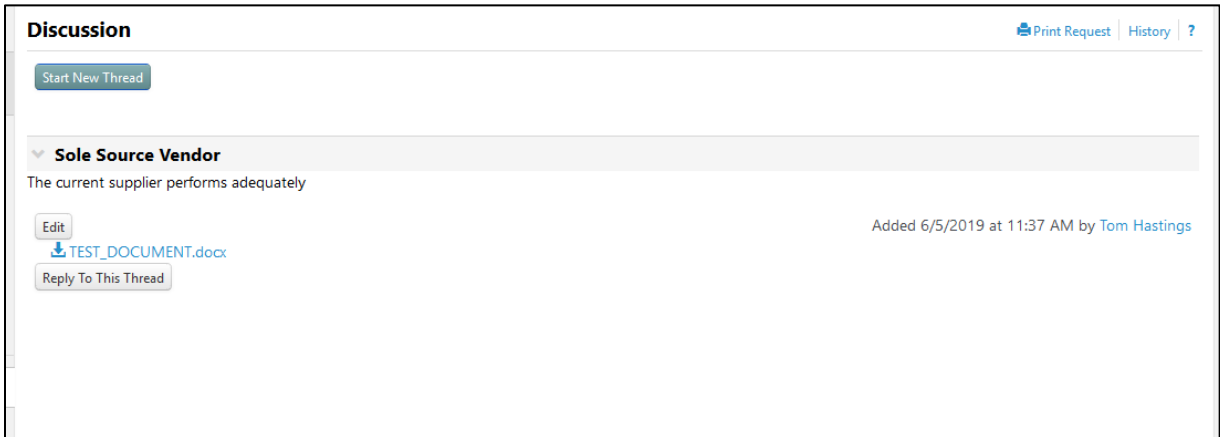 Discussion
Print Request History ?
Start New Thread
Sole Source Vendor
The current supplier performs adequately
Edit
Added 6/5/2019 at 11:37 AM by Tom Hastings
TEST_DOCUMENT.docx
Reply To This Thread